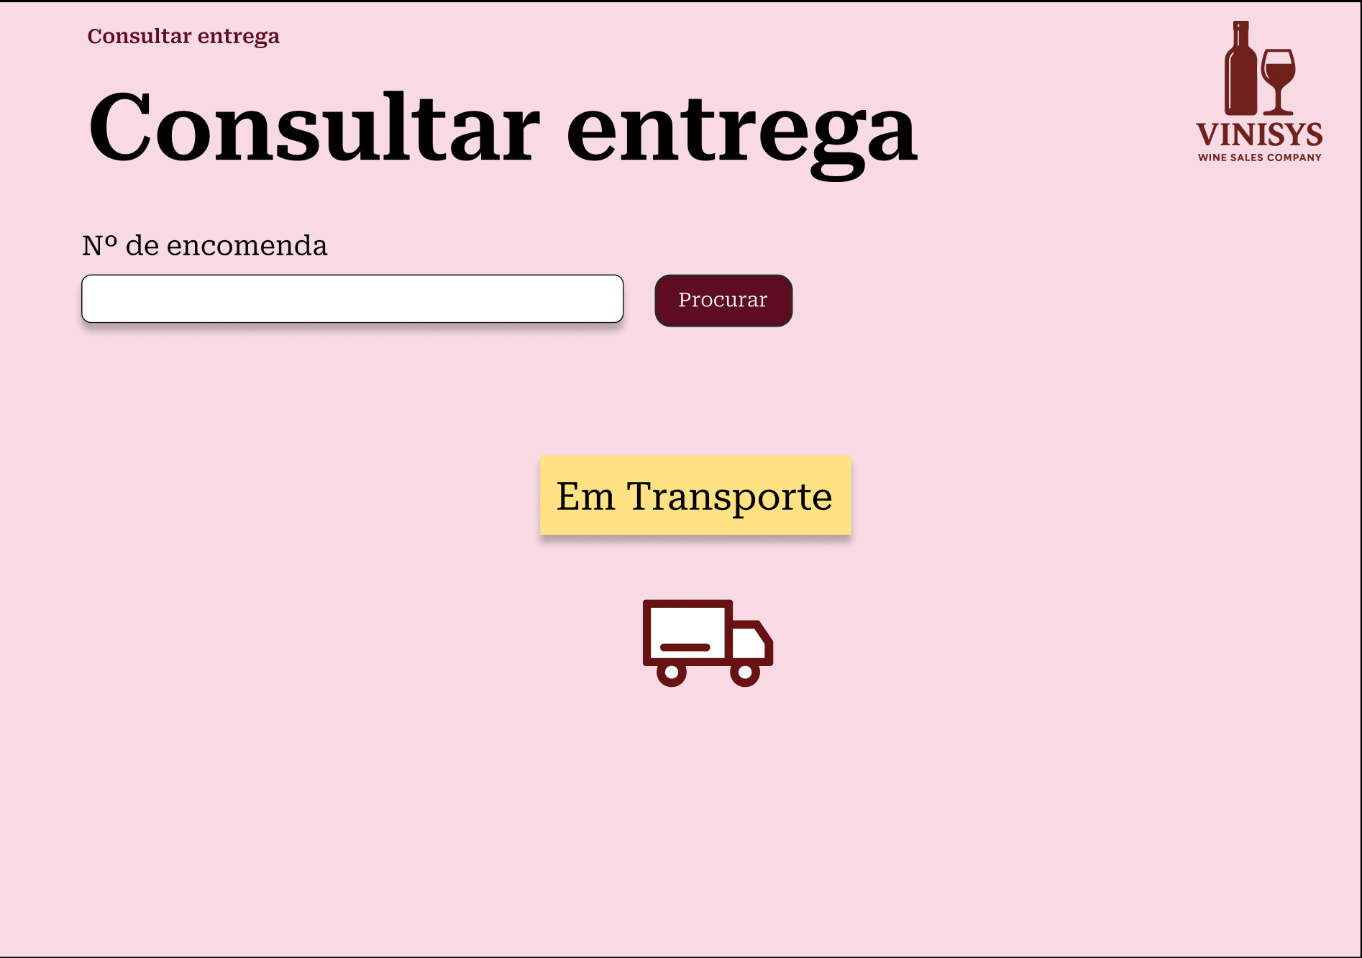 Consultar entrega
Consultar entrega
VINISYS
WINE SALES COMPANY
Nº de encomenda
Procurar
Em Transporte